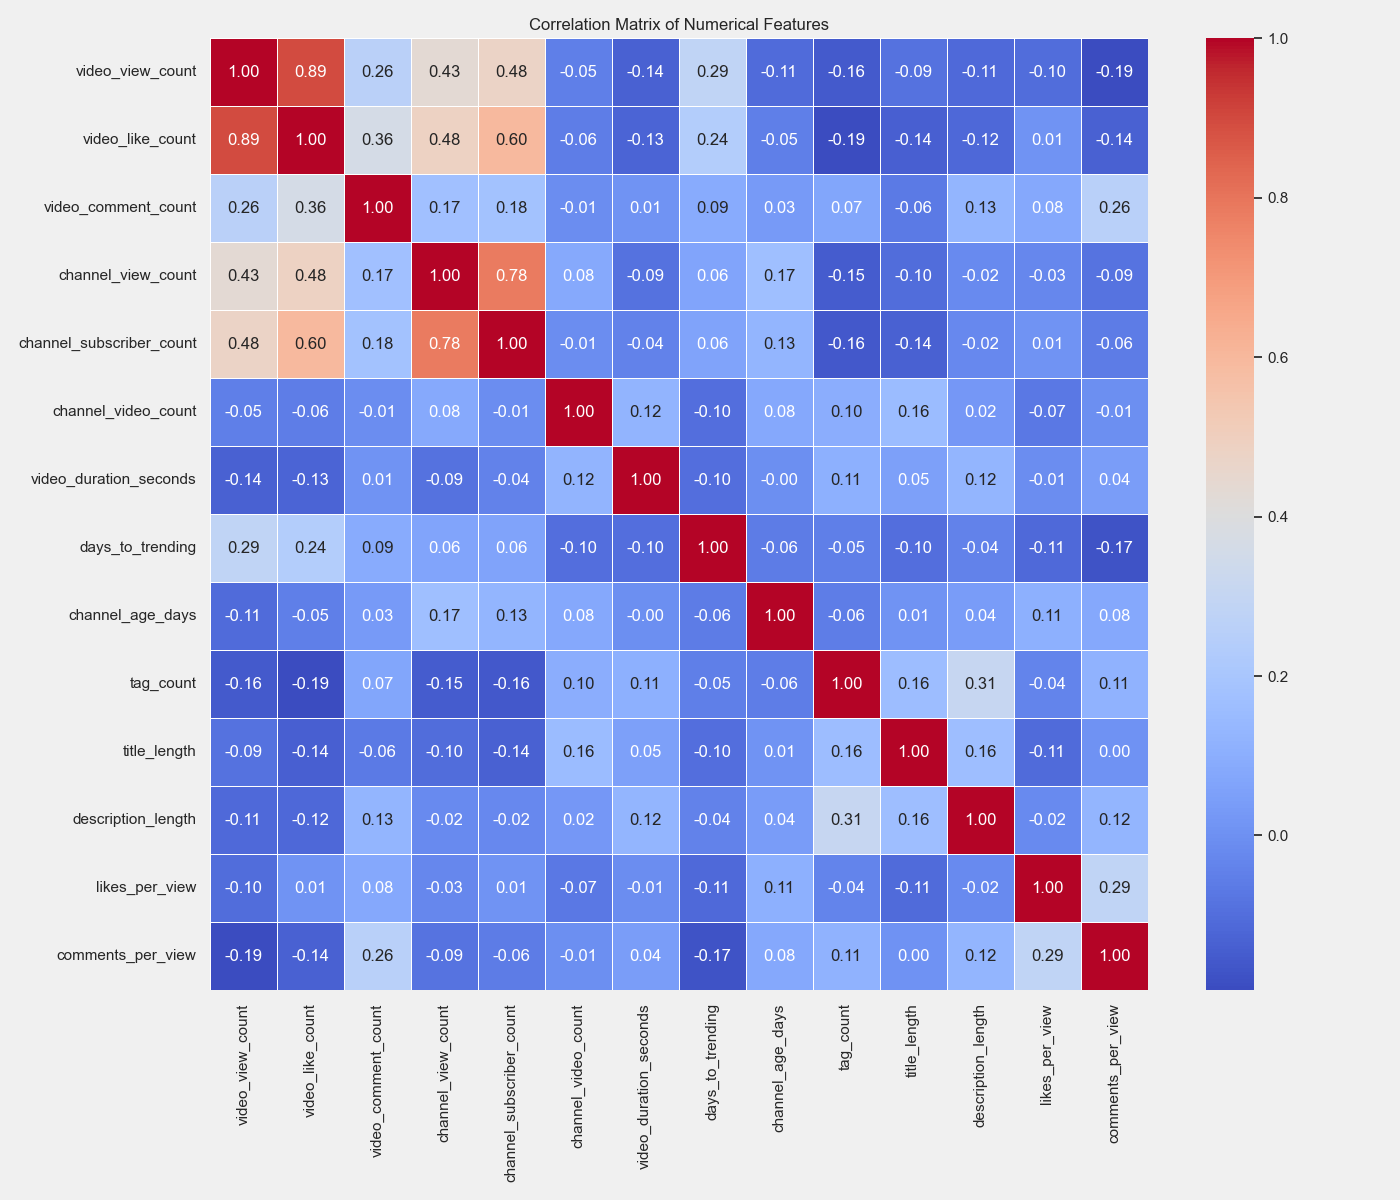 Correlation Matrix of Numerical Features
video_view_count 1.00 0.89 0.26 0.43 0.48 -0.05 -0.14 0.29 -0.11 -0.16 -0.09 -0.11 -0.10 -0.19
video_like_count 0.89 1.00 0.36 0.48 0.60 -0.06 -0.13 0.24 -0.05 -0.19 -0.14 -0.12 0.01 -0.14
video_comment_count 0.26 0.36 1.00 0.17 0.18 -0.01 0.01 0.09 0.03 0.07 -0.06 0.13 0.08 0.26
channel_view_count 0.43 0.48 0.17 1.00 0.78 0.08 -0.09 0.06 0.17 -0.15 -0.10 -0.02 -0.03 -0.09
channel_subscriber_count 0.48 0.60 0.18 0.78 1.00 -0.01 -0.04 0.06 0.13 -0.16 -0.14 -0.02 0.01 -0.06
channel_video_count -0.05 -0.06 -0.01 0.08 -0.01 1.00 0.12 -0.10 0.08 0.10 0.16 0.02 -0.07 -0.01
video_duration_seconds -0.14 -0.13 0.01 -0.09 -0.04 0.12 1.00 -0.10 -0.00 0.11 0.05 0.12 -0.01 0.04
days_to_trending 0.29 0.24 0.09 0.06 0.06 -0.10 -0.10 1.00 -0.06 -0.05 -0.10 -0.04 -0.11 -0.17
channel_age_days -0.11 -0.05 0.03 0.17 0.13 0.08 -0.00 -0.06 1.00 -0.06 0.01 0.04 0.11 0.08
tag_count -0.16 -0.19 0.07 -0.15 -0.16 0.10 0.11 -0.05 -0.06 1.00 0.16 0.31 -0.04 0.11
title_length -0.09 -0.14 -0.06 -0.10 -0.14 0.16 0.05 -0.10 0.01 0.16 1.00 0.16 -0.11 0.00
description_length -0.11 -0.12 0.13 -0.02 -0.02 0.02 0.12 -0.04 0.04 0.31 0.16 1.00 -0.02 0.12
likes_per_view -0.10 0.01 0.08 -0.03 0.01 -0.07 -0.01 -0.11 0.11 -0.04 -0.11 -0.02 1.00 0.29
comments_per_view -0.19 -0.14 0.26 -0.09 -0.06 -0.01 0.04 -0.17 0.08 0.11 0.00 0.12 0.29 1.00
video_view_count
video_like_count
video_comment_count
channel_view_count
channel_subscriber_count
channel_video_count
video_duration_seconds
days_to_trending
channel_age_days
tag_count
title_length
description_length
likes_per_view
comments_per_view
1.0
0.8
0.6
0.4
0.2
0.0